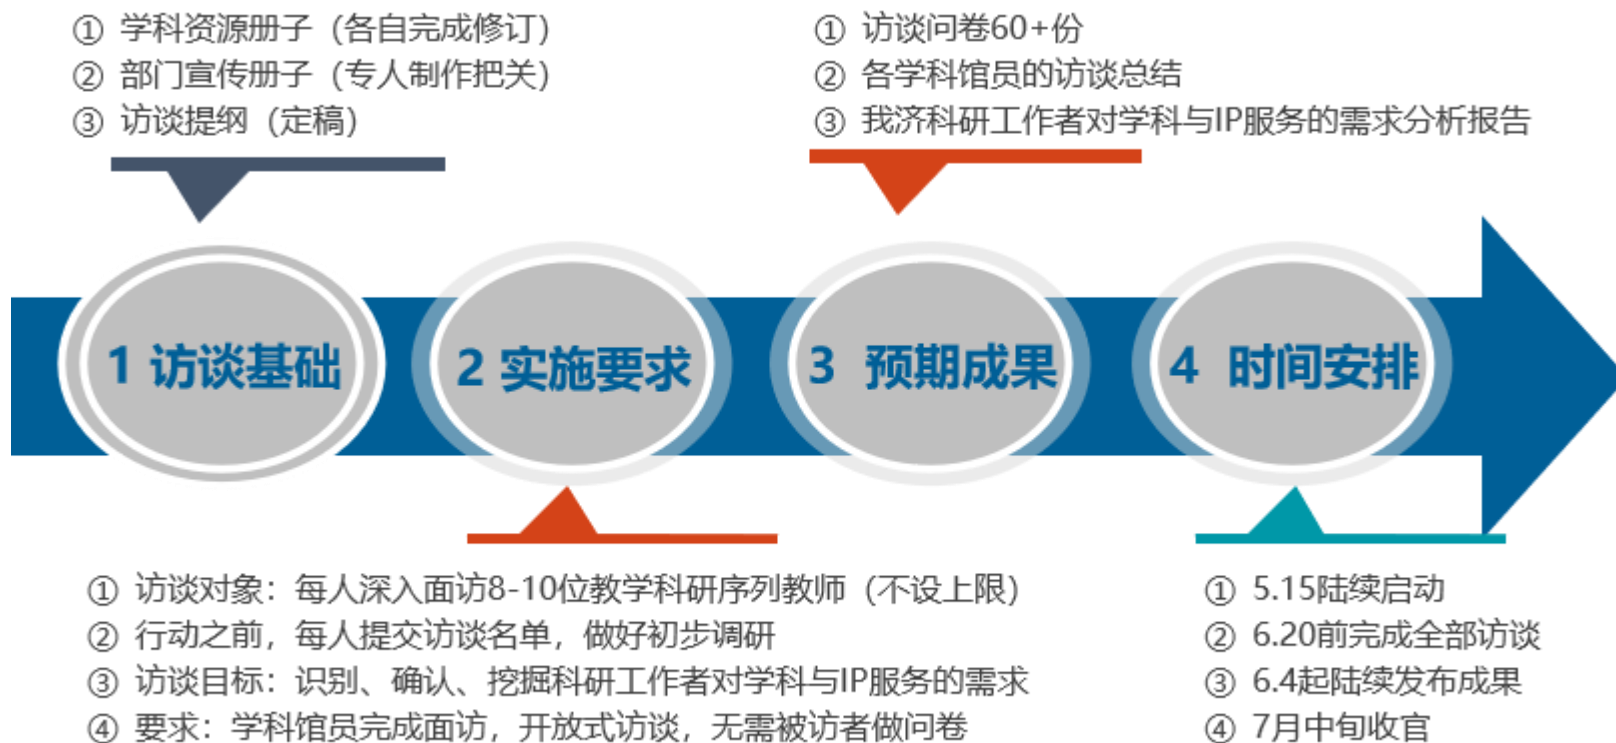 ① 学科资源册子（各自完成修订）
② 部门宣传册子（专人制作把关）
③ 访谈提纲（定稿）
① 访谈问卷60+份
② 各学科馆员的访谈总结
③ 我济科研工作者对学科与IP服务的需求分析报告
1 访谈基础
2 实施要求
3 预期成果
4 时间安排
① 访谈对象：每人深入面访8-10位教学科研序列教师（不设上限）
② 行动之前，每人提交访谈名单，做好初步调研
③ 访谈目标：识别、确认、挖掘科研工作者对学科与IP服务的需求
④ 要求：学科馆员完成面访，开放式访谈，无需被访者做问卷
① 5.15陆续启动
② 6.20前完成全部访谈
③ 6.4起陆续发布成果
④ 7月中旬收官